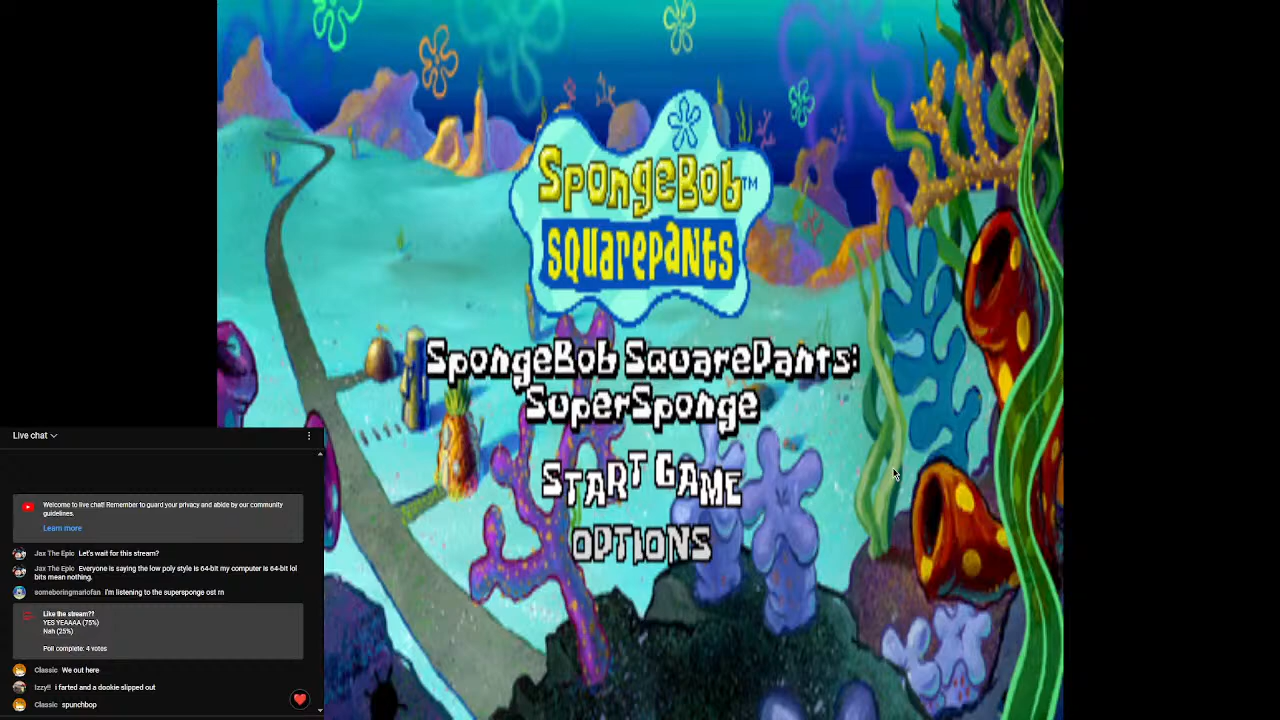 SpongeBob™
SQUAREPANTS
SpongeBob SquarePants:
SuperSponge
START GAME
OPTIONS
Live chat
Welcome to live chat! Remember to guard your privacy and abide by our community
guidelines.
Learn more
Jax The Epic Let's wait for this stream?
Jax The Epic Everyone is saying the low poly style is 64-bit my computer is 64-bit lol
bits mean nothing.
someboringmariofan I'm listening to the supersponge ost rn
Like the stream??
YES YEAAAA (75%)
Nah (25%)
Poll complete: 4 votes
Classic We out here
Izzy!! i farted and a dookie slipped out
Classic spunchbop